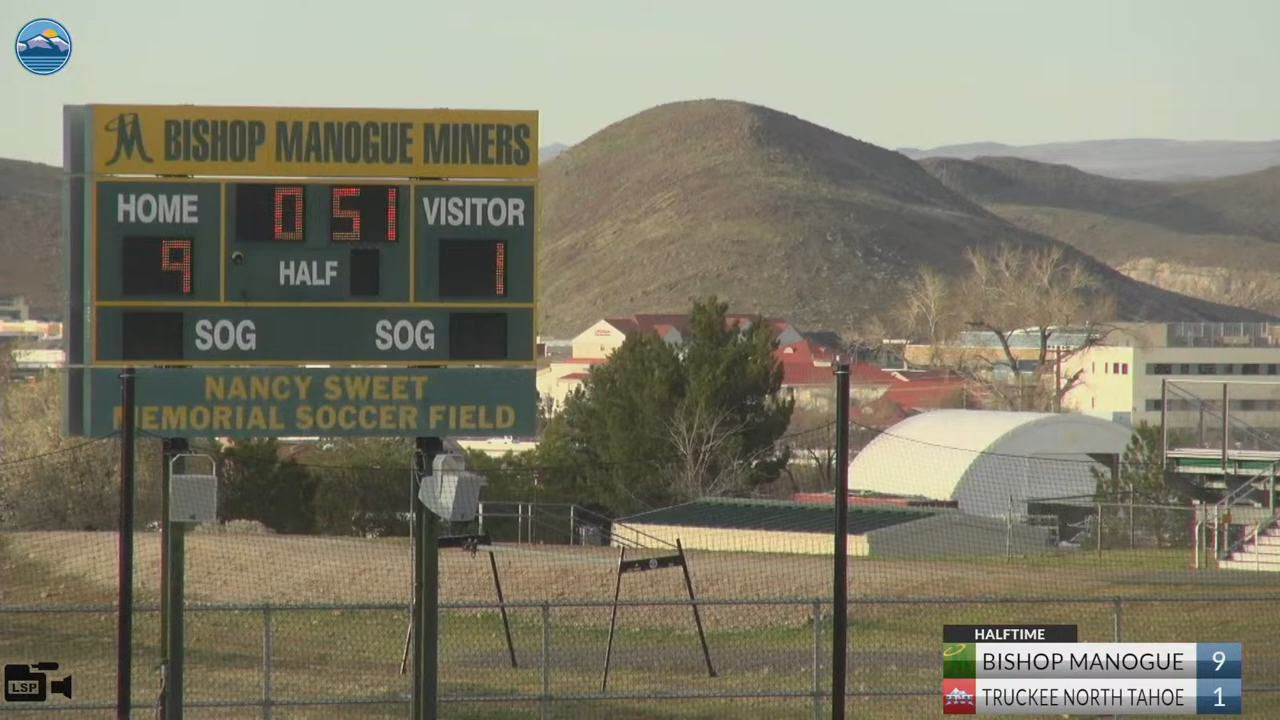 BISHOP MANOGUE MINERS
HOME
0 51
VISITOR
9
HALF
1
SOG
SOG
NANCY SWEET
MEMORIAL SOCCER FIELD
HALFTIME
BISHOP MANOGUE 9
TRUCKEE NORTH TAHOE 1
LSP